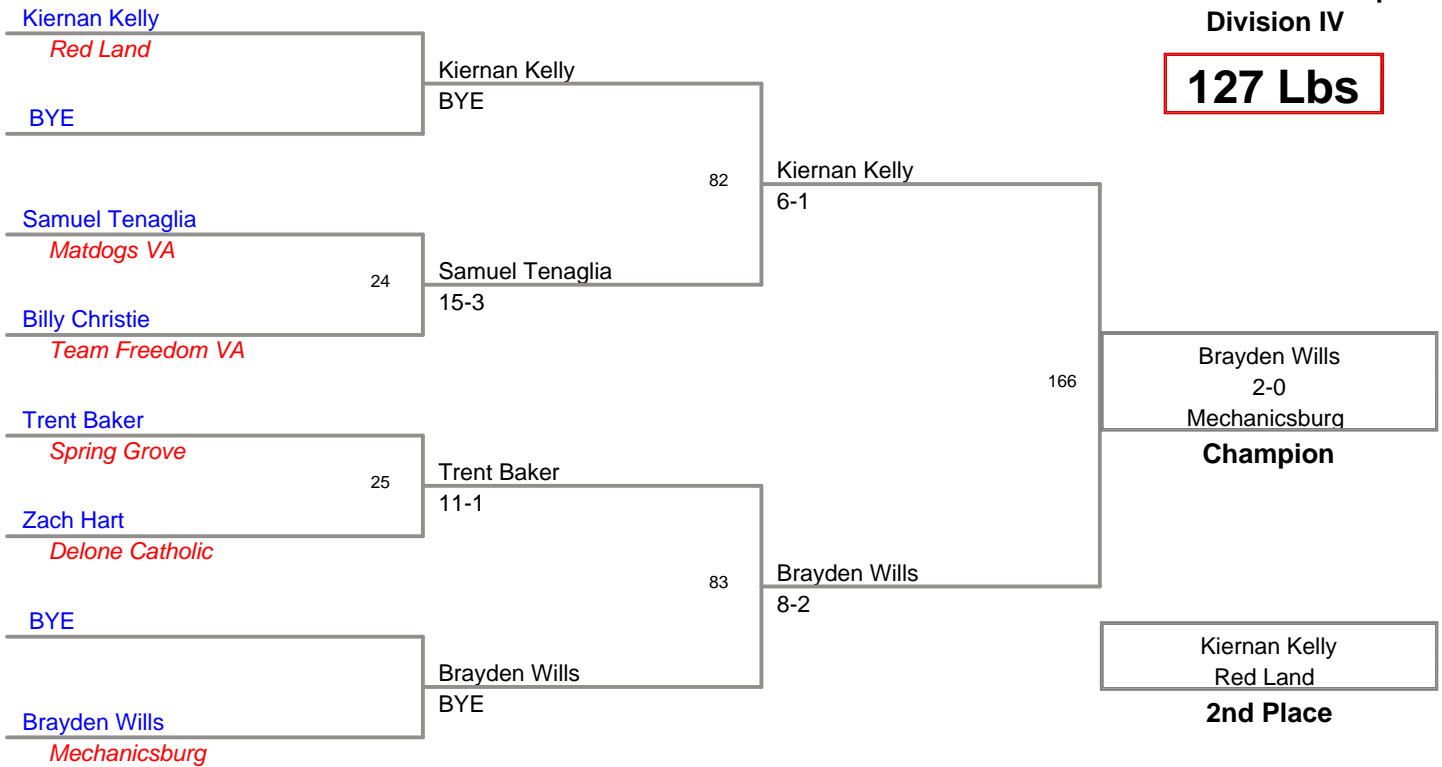 Division IV
127 Lbs
Kiernan Kelly
Red Land
BYE
Samuel Tenaglia
Matdogs VA
24
Billy Christie
Team Freedom VA
Trent Baker
Spring Grove
25
Zach Hart
Delone Catholic
BYE
Brayden Wills
Mechanicsburg
Kiernan Kelly
BYE
82
Samuel Tenaglia
15-3
Trent Baker
11-1
83
Brayden Wills
BYE
Kiernan Kelly
6-1
166
Brayden Wills
8-2
Brayden Wills
2-0
Mechanicsburg
Champion
Kiernan Kelly
Red Land
2nd Place